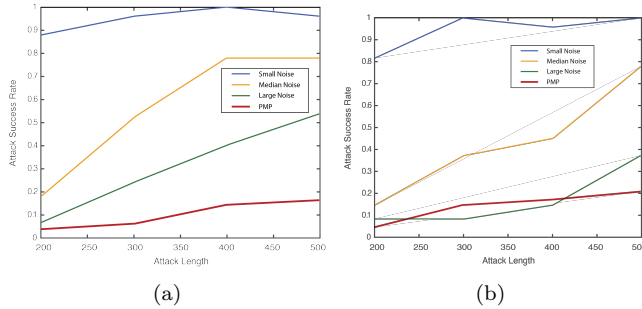 1
0.9
0.8
0.7
0.6
0.5
0.4
0.3
0.2
0.1
0
Attack Success Rate
Small Noise
Median Noise
Large Noise
PMP
200 250 300 350 400 450 500
Attack Length
(a)
1
0.9
0.8
0.7
0.6
0.5
0.4
0.3
0.2
0.1
0
Attack Success Rate
Small Noise
Median Noise
Large Noise
PMP
200 250 300 350 400 450 500
Attack Length
(b)